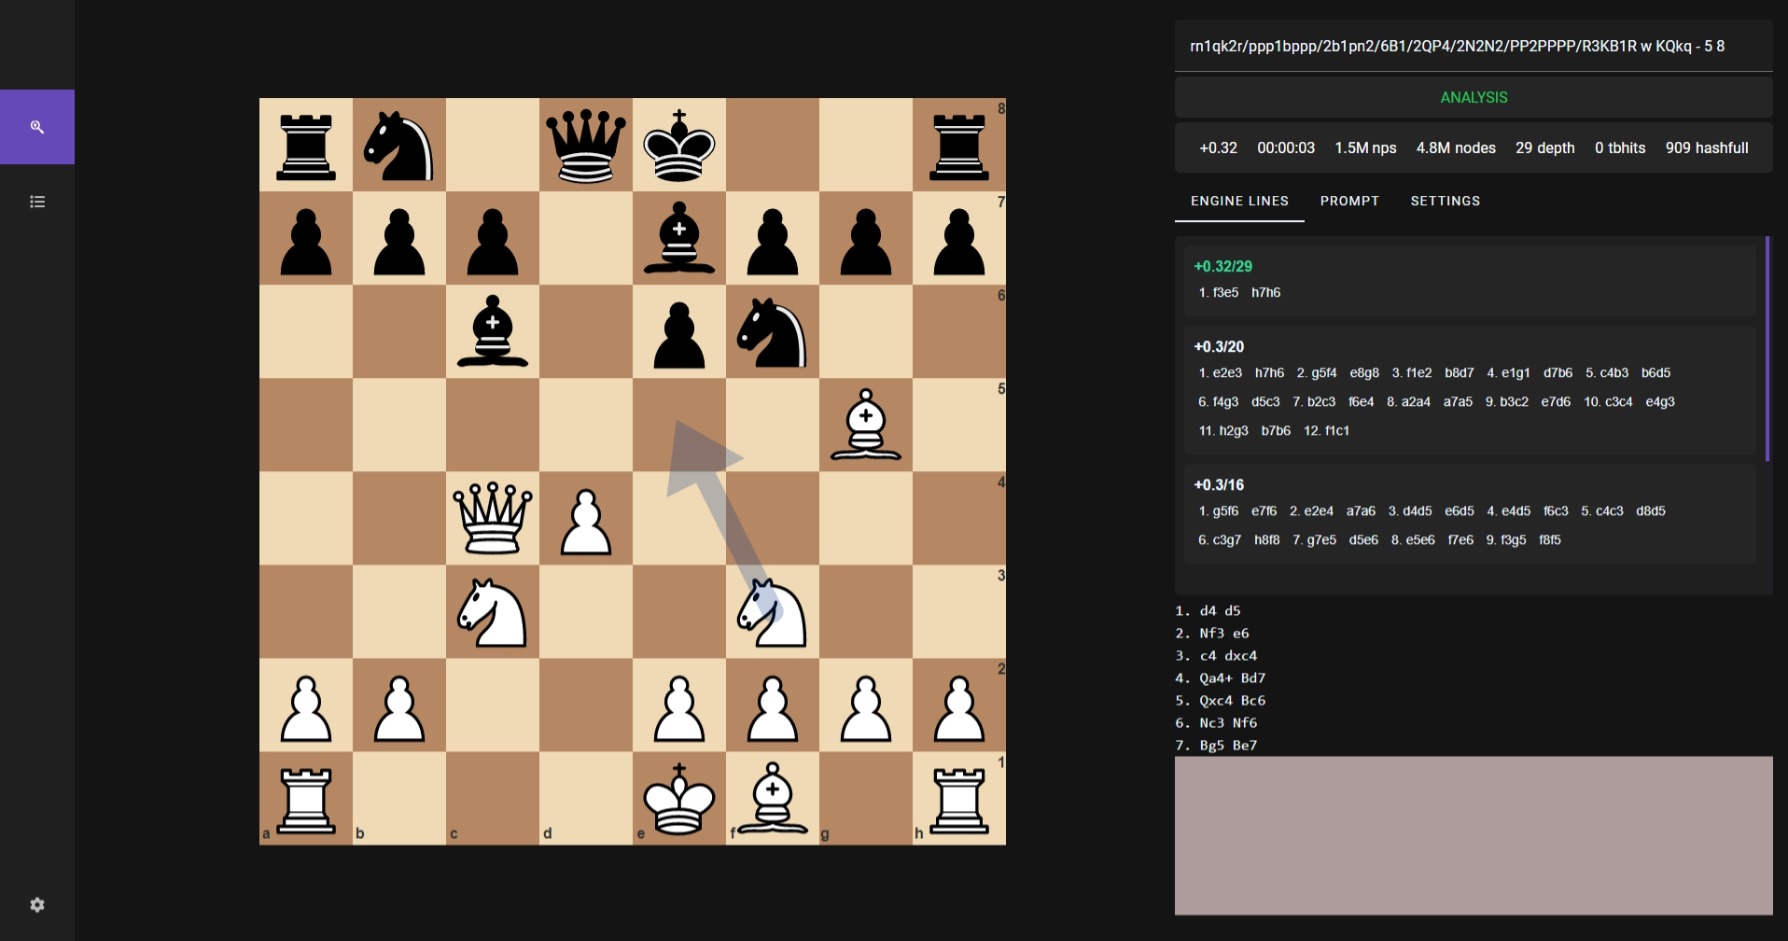 rn1qk2r/ppp1bppp/2b1pn2/6B1/2QP4/2N2N2/PP2PPPP/R3KB1R w KQkq - 5 8
ANALYSIS
+0.32 00:00:03 1.5M nps 4.8M nodes 29 depth 0 tbhits 909 hashfull
ENGINE LINES PROMPT SETTINGS
+0.32/29
1. f3e5 h7h6
+0.3/20
1. e2e3 h7h6 2. g5f4 e8g8 3. f1e2 b8d7 4. e1g1 d7b6 5. c4b3 b6d5
6. f4g3 d5c3 7. b2c3 f6e4 8. a2a4 a7a5 9. b3c2 e7d6 10. c3c4 e4g3
11. h2g3 b7b6 12. f1c1
+0.3/16
1. g5f6 e7f6 2. e2e4 a7a6 3. d4d5 e6d5 4. e4d5 f6c3 5. c4c3 d8d5
6. c3g7 h8f8 7. g7e5 d5e6 8. e5e6 f7e6 9. f3g5 f8f5
1. d4 d5
2. Nf3 e6
3. c4 dxc4
4. Qa4+ Bd7
5. Qxc4 Bc6
6. Nc3 Nf6
7. Bg5 Be7
8
7
6
5
4
3
2
1
a b c d e f g h